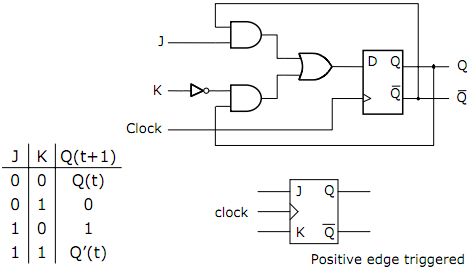 J
K
Clock
D Q
Q̅
Q
Q̅
J K Q(t+1)
0 0 Q(t)
0 1 0
1 0 1
1 1 Q’(t)
clock
J Q
K Q̅
Positive edge triggered